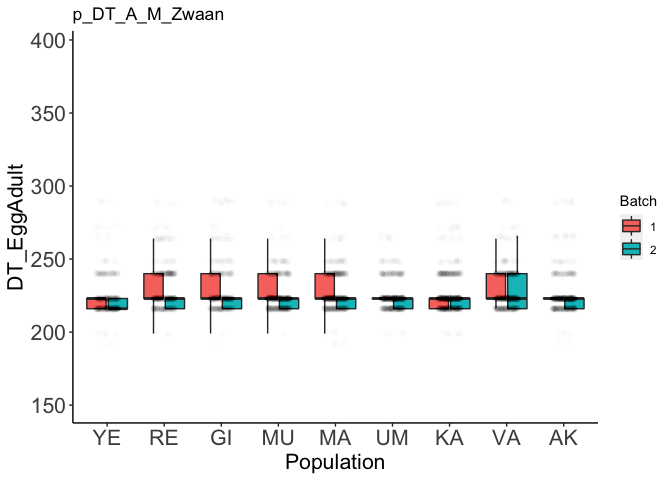 p_DT_A_M_Zwaan
400
350
300
250
200
150
DT_EggAdult
YE RE GI MU MA UM KA VA AK
Population
Batch
1
2